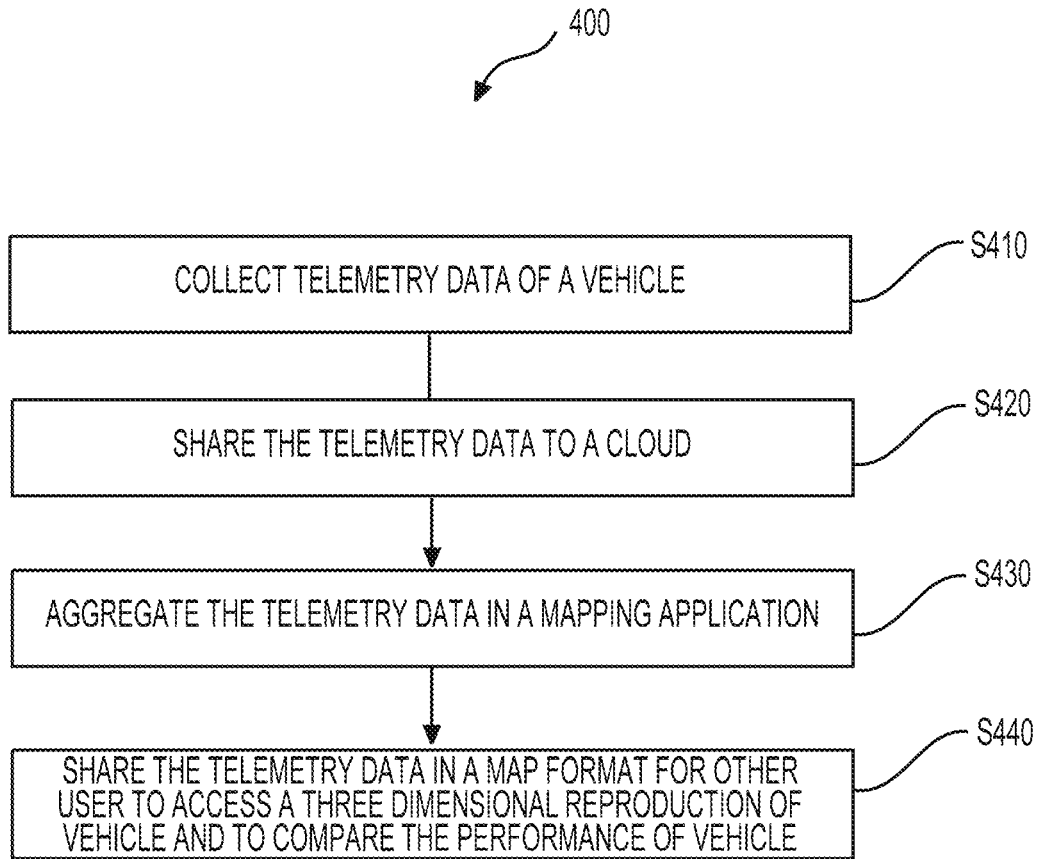 400
COLLECT TELEMETRY DATA OF A VEHICLE
S410
SHARE THE TELEMETRY DATA TO A CLOUD
S420
AGGREGATE THE TELEMETRY DATA IN A MAPPING APPLICATION
S430
SHARE THE TELEMETRY DATA IN A MAP FORMAT FOR OTHER
USER TO ACCESS A THREE DIMENSIONAL REPRODUCTION OF
VEHICLE AND TO COMPARE THE PERFORMANCE OF VEHICLE
S440